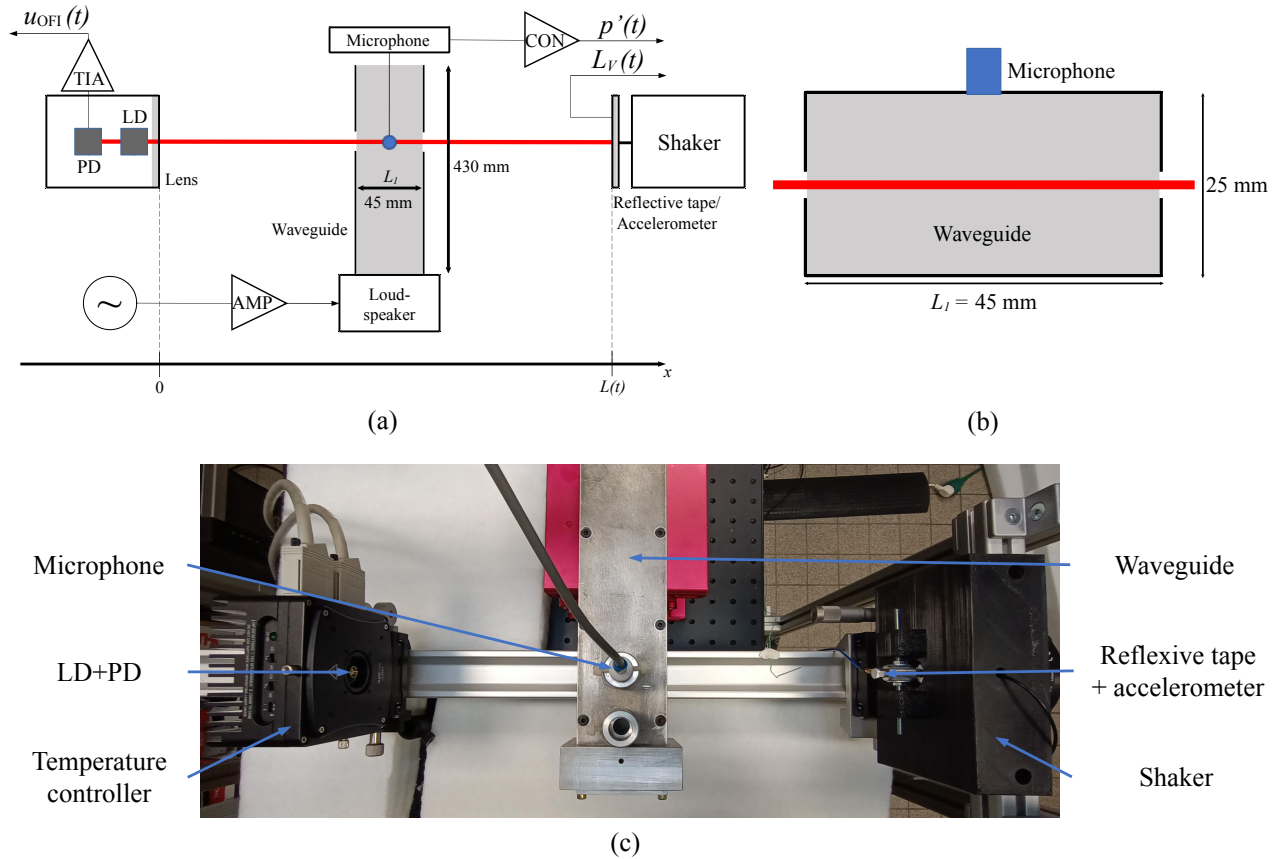 u_OFI (t)
TIA
LD
PD
Lens
Microphone
CON
p’(t)
L_V (t)
L_1
45 mm
430 mm
Waveguide
Shaker
Reflective tape/
Accelerometer
~
AMP
Loud-
speaker
0
L(t)
x
(a)
Microphone
25 mm
Waveguide
L_1 = 45 mm
(b)
Microphone
LD+PD
Temperature
controller
Waveguide
Reflexive tape
+ accelerometer
Shaker
(c)